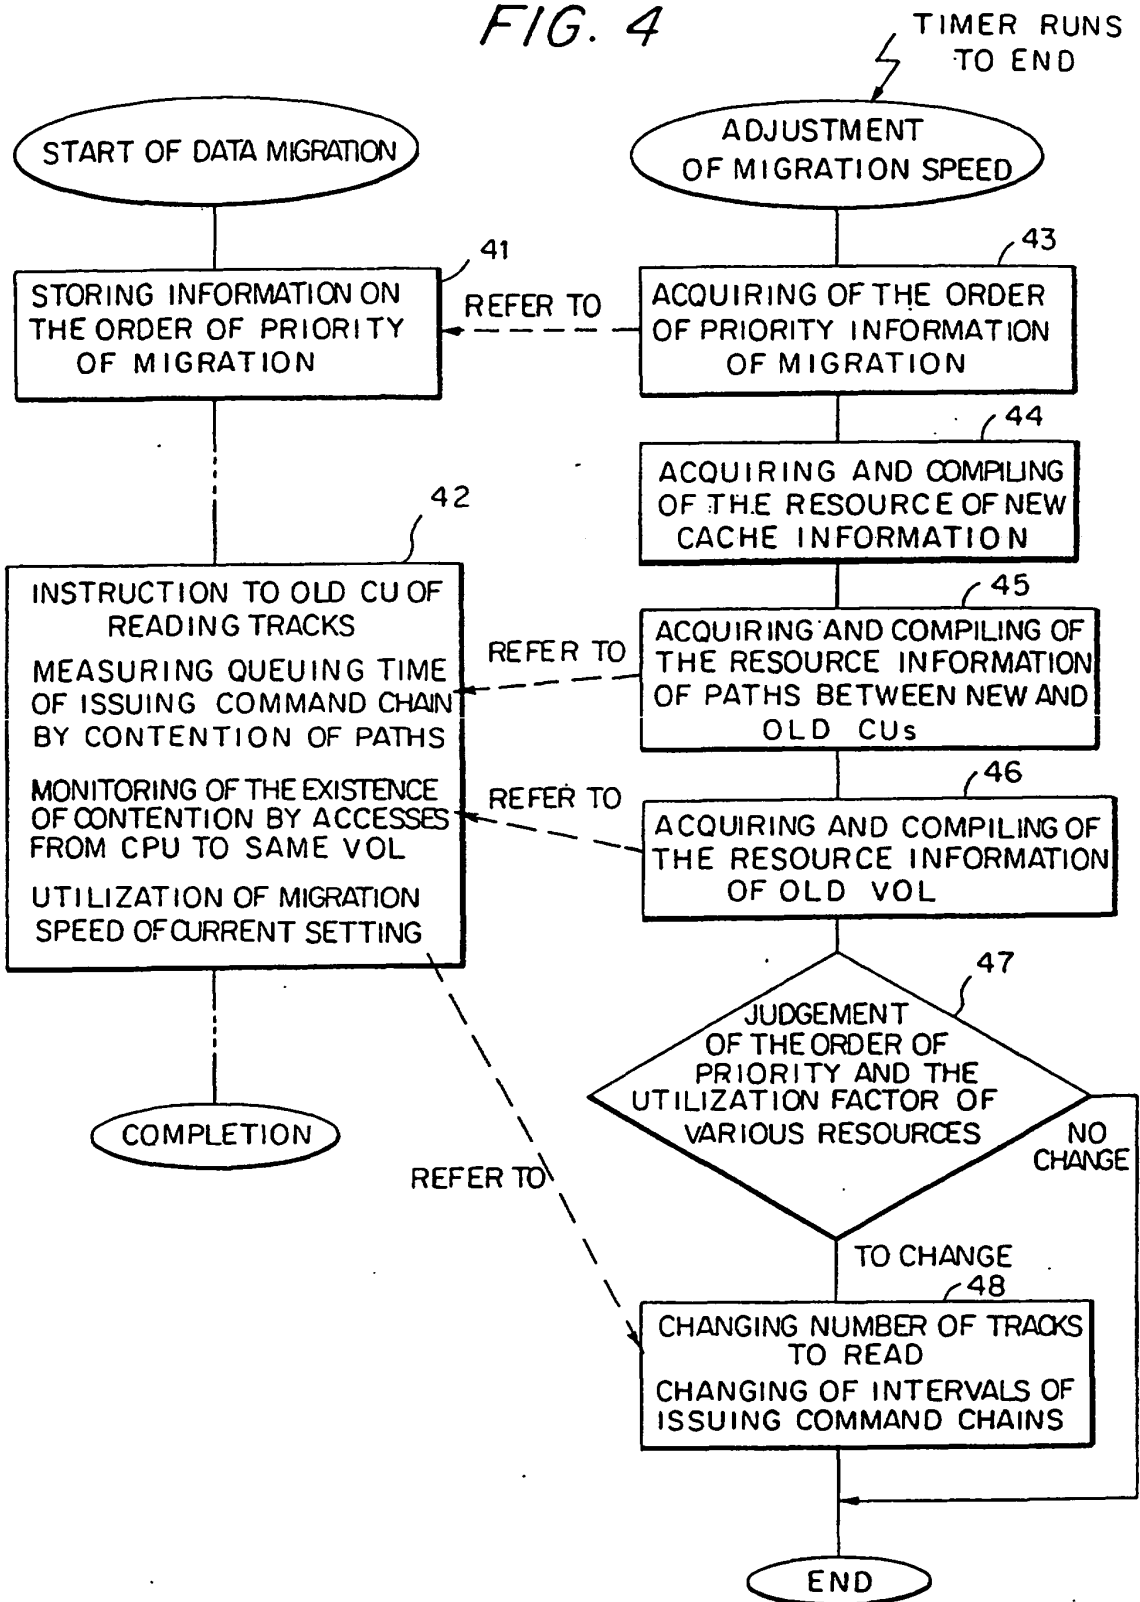 FIG. 4
TIMER RUNS
TO END
START OF DATA MIGRATION
41
STORING INFORMATION ON
THE ORDER OF PRIORITY
OF MIGRATION
42
INSTRUCTION TO OLD CU OF
READING TRACKS
MEASURING QUEUING TIME
OF ISSUING COMMAND CHAIN
BY CONTENTION OF PATHS
MONITORING OF THE EXISTENCE
OF CONTENTION BY ACCESSES
FROM CPU TO SAME VOL
UTILIZATION OF MIGRATION
SPEED OF CURRENT SETTING
COMPLETION
REFER TO
REFER TO
REFER TO
REFER TO
ADJUSTMENT
OF MIGRATION SPEED
43
ACQUIRING OF THE ORDER
OF PRIORITY INFORMATION
OF MIGRATION
44
ACQUIRING AND COMPILING
OF THE RESOURCE OF NEW
CACHE INFORMATION
45
ACQUIRING AND COMPILING OF
THE RESOURCE INFORMATION
OF PATHS BETWEEN NEW AND
OLD CUs
46
ACQUIRING AND COMPILING OF
THE RESOURCE INFORMATION
OF OLD VOL
47
JUDGEMENT
OF THE ORDER OF
PRIORITY AND THE
UTILIZATION FACTOR OF
VARIOUS RESOURCES
NO
CHANGE
TO CHANGE
48
CHANGING NUMBER OF TRACKS
TO READ
CHANGING OF INTERVALS OF
ISSUING COMMAND CHAINS
END